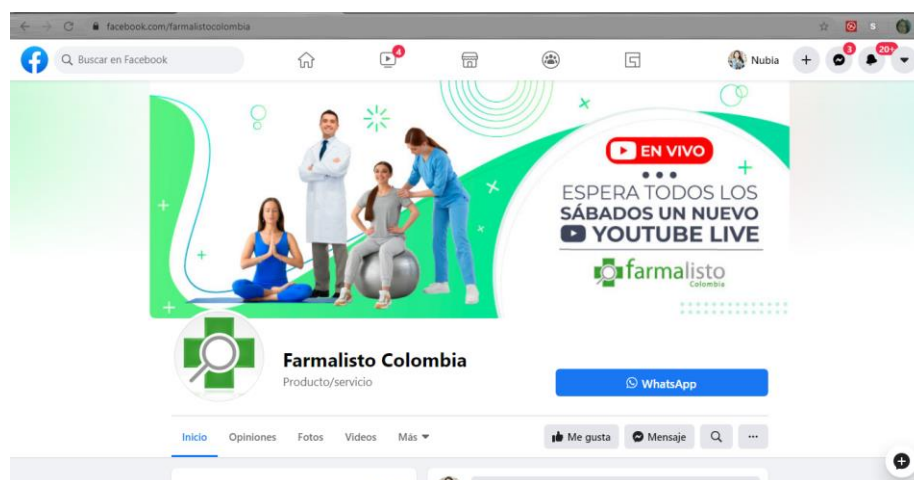 facebook.com/farmalistocolombia
S
Buscar en Facebook
4
Nubia
3
20+
EN VIVO
ESPERA TODOS LOS
SÁBADOS UN NUEVO
YOUTUBE LIVE
farmalisto
Colombia
Farmalisto Colombia
Producto/servicio
WhatsApp
Inicio
Opiniones
Fotos
Videos
Más
Me gusta
Mensaje